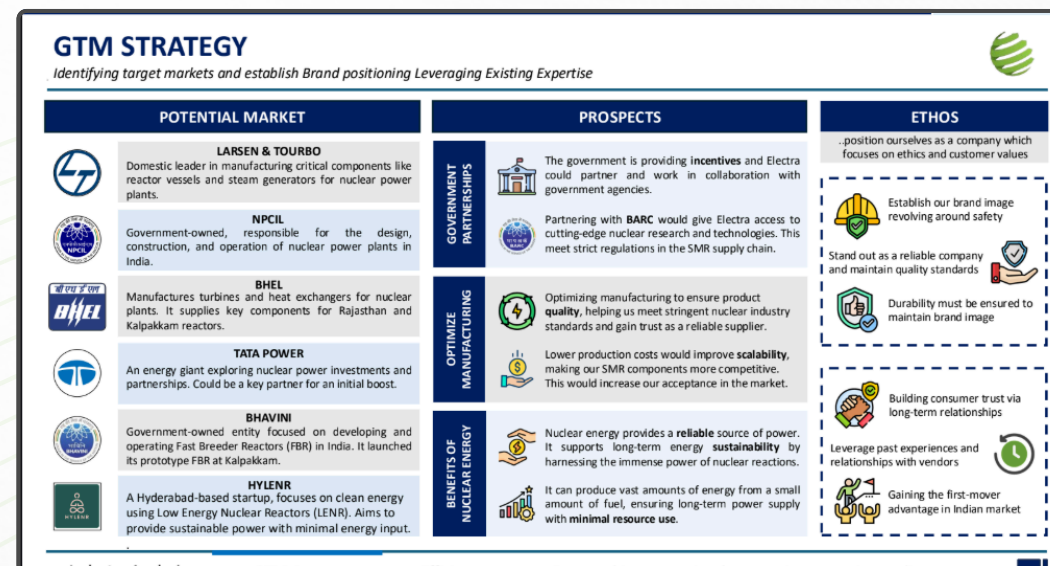 GTM STRATEGY
Identifying target markets and establish Brand positioning Leveraging Existing Expertise
POTENTIAL MARKET
LARSEN & TOURBO
Domestic leader in manufacturing critical components like
reactor vessels and steam generators for nuclear power
plants.
NPCIL
NPCIL
Government-owned, responsible for the design,
construction, and operation of nuclear power plants in
India.
BHEL
Manufactures turbines and heat exchangers for nuclear
plants. It supplies key components for Rajasthan and
Kalpakkam reactors.
बी एच ई एल
BHEL
TATA POWER
An energy giant exploring nuclear power investments and
partnerships. Could be a key partner for an initial boost.
BHAVINI
BHAVINI
Government-owned entity focused on developing and
operating Fast Breeder Reactors (FBR) in India. It launched
its prototype FBR at Kalpakkam.
HYLENR
HYLENR
A Hyderabad-based startup, focuses on clean energy
using Low Energy Nuclear Reactors (LENR). Aims to
provide sustainable power with minimal energy input.
PROSPECTS
GOVERNMENT
PARTNERSHIPS
The government is providing incentives and Electra
could partner and work in collaboration with
government agencies.
BARC
Partnering with BARC would give Electra access to
cutting-edge nuclear research and technologies. This
meet strict regulations in the SMR supply chain.
OPTIMIZE
MANUFACTURING
Optimizing manufacturing to ensure product
quality, helping us meet stringent nuclear industry
standards and gain trust as a reliable supplier.
Lower production costs would improve scalability,
making our SMR components more competitive.
This would increase our acceptance in the market.
BENEFITS OF
NUCLEAR ENERGY
Nuclear energy provides a reliable source of power.
It supports long-term energy sustainability by
harnessing the immense power of nuclear reactions.
It can produce vast amounts of energy from a small
amount of fuel, ensuring long-term power supply
with minimal resource use.
ETHOS
..position ourselves as a company which
focuses on ethics and customer values
Establish our brand image
revolving around safety
Stand out as a reliable company
and maintain quality standards
Durability must be ensured to
maintain brand image
Building consumer trust via
long-term relationships
Leverage past experiences and
relationships with vendors
Gaining the first-mover
advantage in Indian market